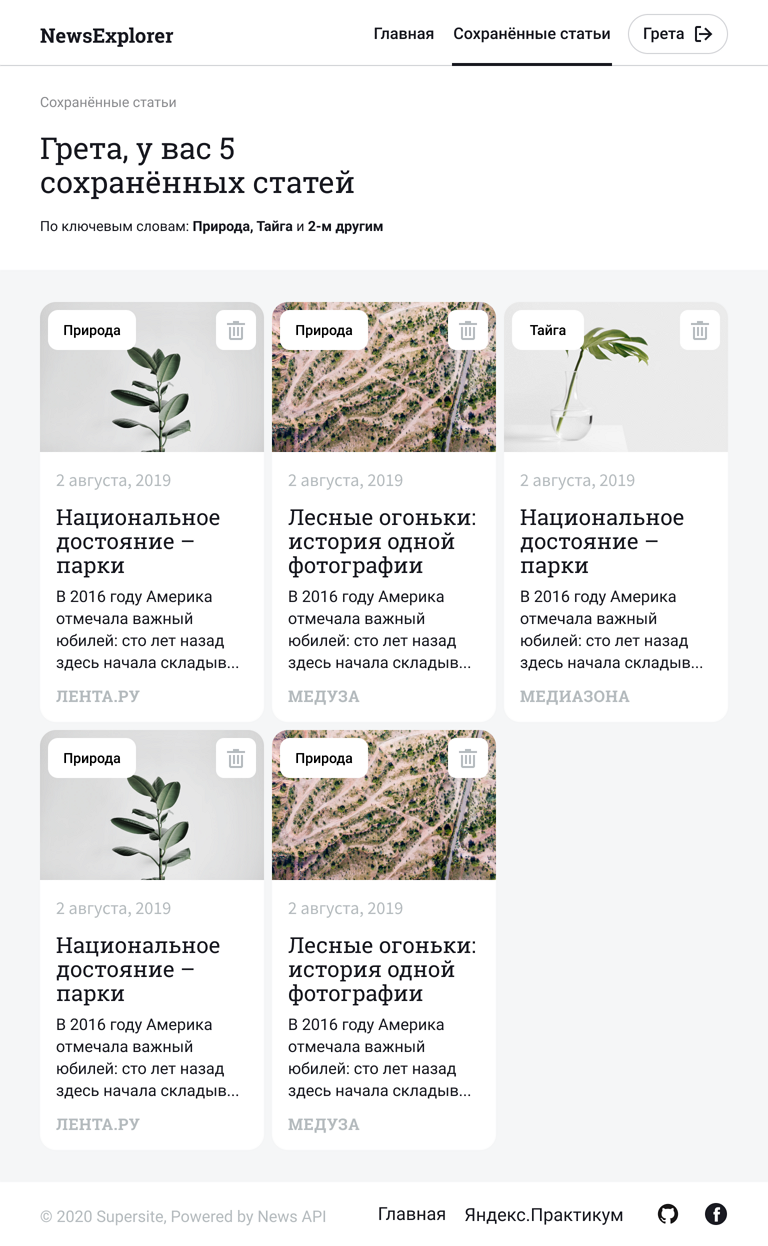 NewsExplorer
Главная
Сохранённые статьи
Грета
Сохранённые статьи
Грета, у вас 5
сохранённых статей
По ключевым словам: Природа, Тайга и 2-м другим
Природа
2 августа, 2019
Национальное
достояние –
парки
В 2016 году Америка
отмечала важный
юбилей: сто лет назад
здесь начала складыв...
ЛЕНТА.РУ
Природа
2 августа, 2019
Лесные огоньки:
история одной
фотографии
В 2016 году Америка
отмечала важный
юбилей: сто лет назад
здесь начала складыв...
МЕДУЗА
Тайга
2 августа, 2019
Национальное
достояние –
парки
В 2016 году Америка
отмечала важный
юбилей: сто лет назад
здесь начала складыв...
МЕДИАЗОНА
Природа
2 августа, 2019
Национальное
достояние –
парки
В 2016 году Америка
отмечала важный
юбилей: сто лет назад
здесь начала складыв...
ЛЕНТА.РУ
Природа
2 августа, 2019
Лесные огоньки:
история одной
фотографии
В 2016 году Америка
отмечала важный
юбилей: сто лет назад
здесь начала складыв...
МЕДУЗА
© 2020 Supersite, Powered by News API
Главная
Яндекс.Практикум